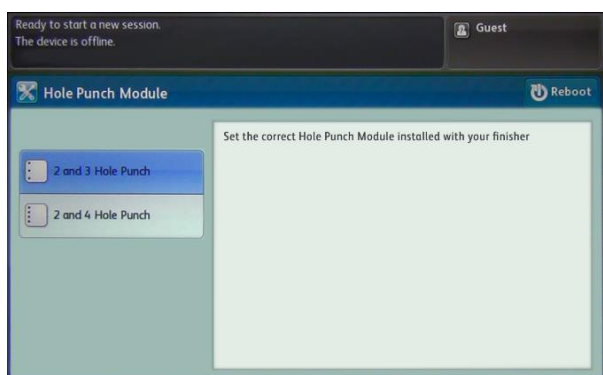 Ready to start a new session.
The device is offline.
Guest
Hole Punch Module
Reboot
Set the correct Hole Punch Module installed with your finisher
2 and 3 Hole Punch
2 and 4 Hole Punch